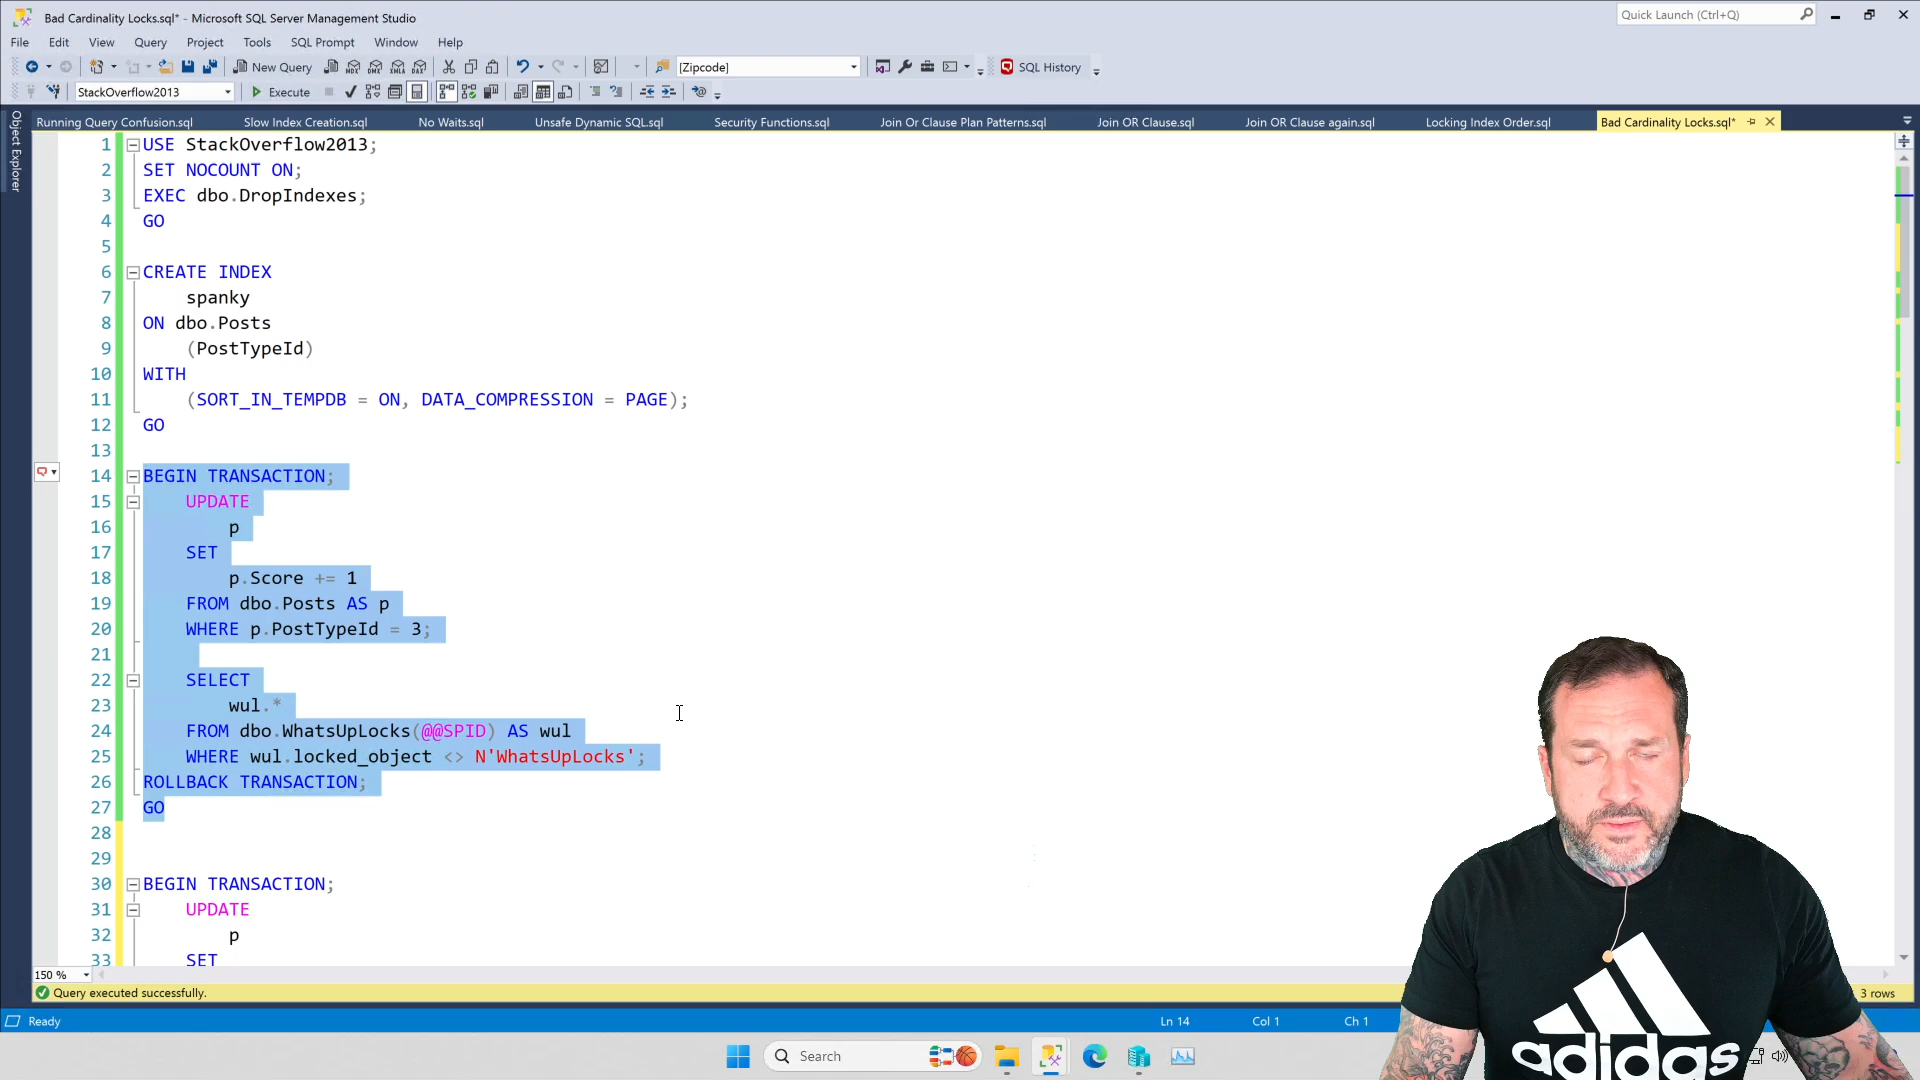 Bad Cardinality Locks.sql* - Microsoft SQL Server Management Studio
Quick Launch (Ctrl+Q)
File Edit View Query Project Tools SQL Prompt Window Help
New Query
[Zipcode]
SQL History
StackOverflow2013
Execute
Running Query Confusion.sql
Slow Index Creation.sql
No Waits.sql
Unsafe Dynamic SQL.sql
Security Functions.sql
Join Or Clause Plan Patterns.sql
Join OR Clause.sql
Join OR Clause again.sql
Locking Index Order.sql
Bad Cardinality Locks.sql*
Object Explorer
1 USE StackOverflow2013;
2 SET NOCOUNT ON;
3 EXEC dbo.DropIndexes;
4 GO
5
6 CREATE INDEX
7 spanky
8 ON dbo.Posts
9 (PostTypeId)
10 WITH
11 (SORT_IN_TEMPDB = ON, DATA_COMPRESSION = PAGE);
12 GO
13
14 BEGIN TRANSACTION;
15 UPDATE
16 p
17 SET
18 p.Score += 1
19 FROM dbo.Posts AS p
20 WHERE p.PostTypeId = 3;
21
22 SELECT
23 wul.*
24 FROM dbo.WhatsUpLocks(@@SPID) AS wul
25 WHERE wul.locked_object <> N'WhatsUpLocks';
26 ROLLBACK TRANSACTION;
27 GO
28
29
30 BEGIN TRANSACTION;
31 UPDATE
32 p
33 SET
150 %
Query executed successfully.
3 rows
Ready
Ln 14
Col 1
Ch 1
Search
adidas